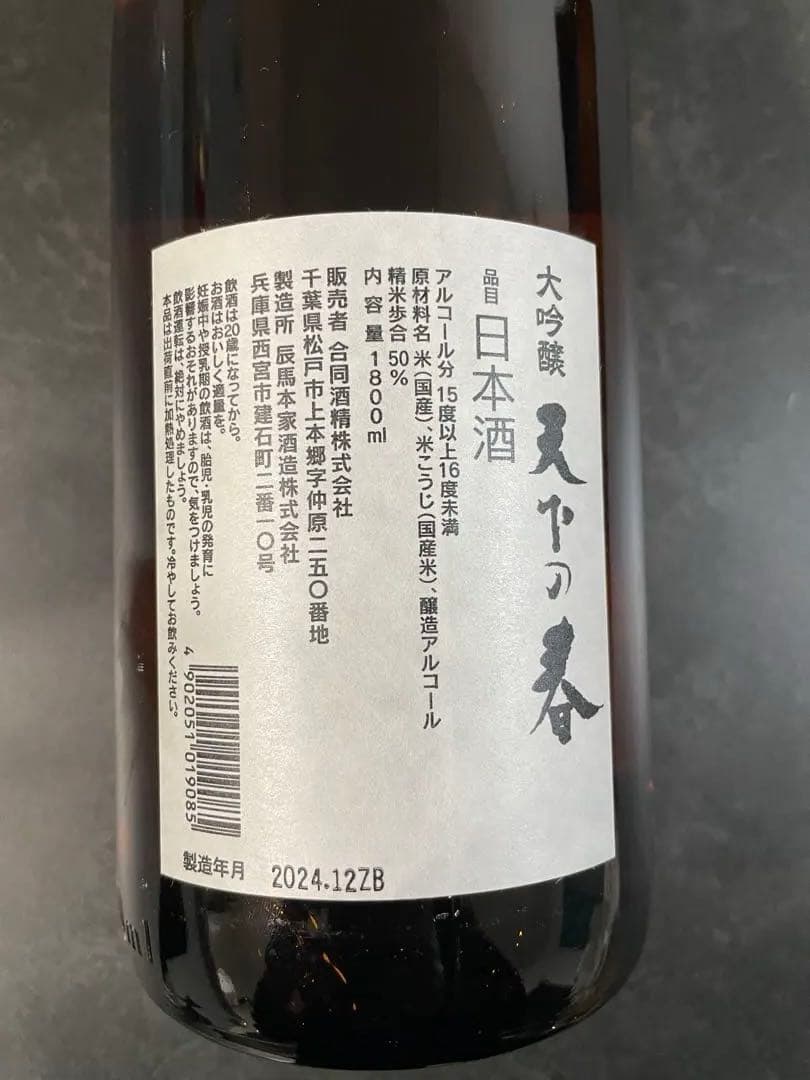 大吟醸 天下の春
品目 日本酒
アルコール分 15度以上16度未満
原材料名 米(国産)、米こうじ(国産米)、醸造アルコール
精米歩合 50%
内容量 1800ml
販売者 合同酒精株式会社
千葉県松戸市上本郷字仲原二五〇番地
製造所 辰馬本家酒造株式会社
兵庫県西宮市建石町二番一〇号
飲酒は20歳になってから。
お酒はおいしく適量を。
妊娠中や授乳期の飲酒は、胎児・乳児の発育に
影響するおそれがありますので、気をつけましょう。
飲酒運転は、絶対にやめましょう。
本品は出荷直前に加熱処理したものです。冷やしてお飲みください。
4 902051 019085
製造年月 2024.12ZB